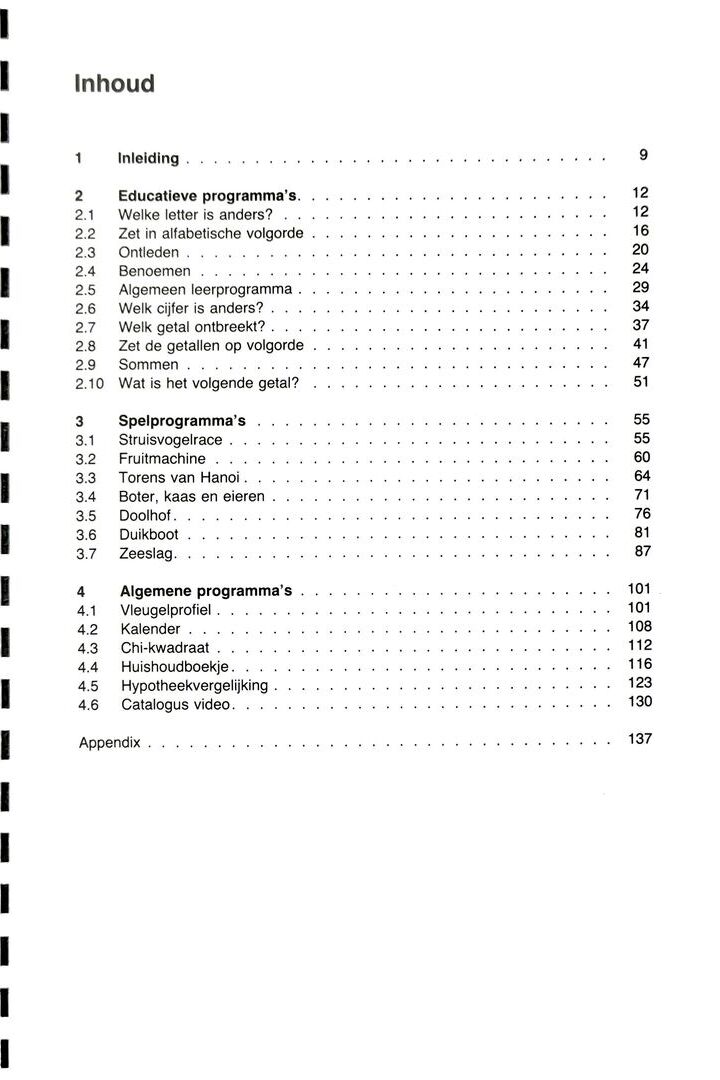 Inhoud
1 Inleiding . . . . . . . . . . . . . . . . . . . . . . . . . . . . . . . 9
2 Educatieve programma's. . . . . . . . . . . . . . . . . . . . . . . . 12
2.1 Welke letter is anders? . . . . . . . . . . . . . . . . . . . . . . . . 12
2.2 Zet in alfabetische volgorde . . . . . . . . . . . . . . . . . . . . . . 16
2.3 Ontleden . . . . . . . . . . . . . . . . . . . . . . . . . . . . . . . 20
2.4 Benoemen . . . . . . . . . . . . . . . . . . . . . . . . . . . . . . 24
2.5 Algemeen leerprogramma . . . . . . . . . . . . . . . . . . . . . . . 29
2.6 Welk cijfer is anders? . . . . . . . . . . . . . . . . . . . . . . . . . 34
2.7 Welk getal ontbreekt? . . . . . . . . . . . . . . . . . . . . . . . . . 37
2.8 Zet de getallen op volgorde . . . . . . . . . . . . . . . . . . . . . . 41
2.9 Sommen . . . . . . . . . . . . . . . . . . . . . . . . . . . . . . . 47
2.10 Wat is het volgende getal? . . . . . . . . . . . . . . . . . . . . . . 51
3 Spelprogramma's . . . . . . . . . . . . . . . . . . . . . . . . . . 55
3.1 Struisvogelrace . . . . . . . . . . . . . . . . . . . . . . . . . . . . 55
3.2 Fruitmachine . . . . . . . . . . . . . . . . . . . . . . . . . . . . . 60
3.3 Torens van Hanoi . . . . . . . . . . . . . . . . . . . . . . . . . . . 64
3.4 Boter, kaas en eieren . . . . . . . . . . . . . . . . . . . . . . . . . 71
3.5 Doolhof. . . . . . . . . . . . . . . . . . . . . . . . . . . . . . . . . 76
3.6 Duikboot . . . . . . . . . . . . . . . . . . . . . . . . . . . . . . . 81
3.7 Zeeslag. . . . . . . . . . . . . . . . . . . . . . . . . . . . . . . . . 87
4 Algemene programma's . . . . . . . . . . . . . . . . . . . . . . . 101
4.1 Vleugelprofiel . . . . . . . . . . . . . . . . . . . . . . . . . . . . . 101
4.2 Kalender . . . . . . . . . . . . . . . . . . . . . . . . . . . . . . . 108
4.3 Chi-kwadraat . . . . . . . . . . . . . . . . . . . . . . . . . . . . . 112
4.4 Huishoudboekje. . . . . . . . . . . . . . . . . . . . . . . . . . . . 116
4.5 Hypotheekvergelijking . . . . . . . . . . . . . . . . . . . . . . . . . 123
4.6 Catalogus video. . . . . . . . . . . . . . . . . . . . . . . . . . . . 130
Appendix . . . . . . . . . . . . . . . . . . . . . . . . . . . . . . . . . . 137